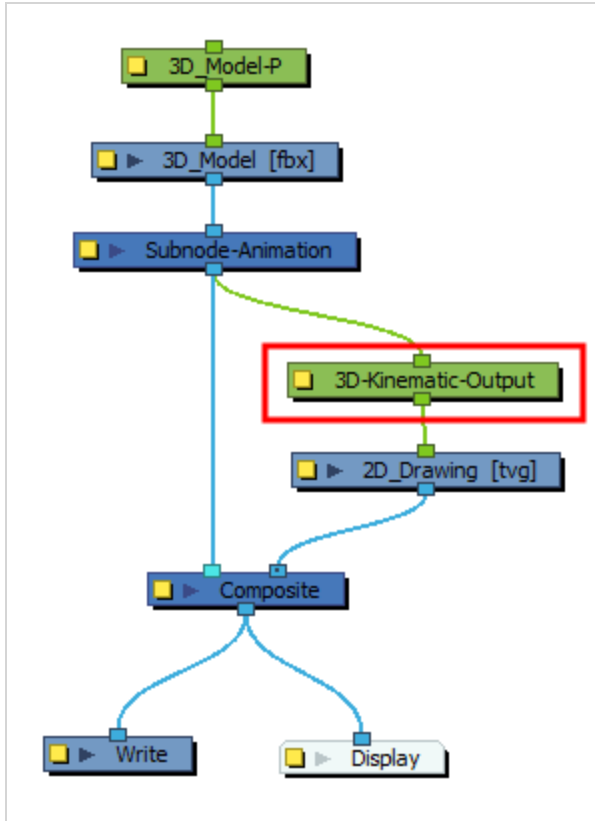 3D_Model-P
3D_Model [fbx]
Subnode-Animation
3D-Kinematic-Output
2D_Drawing [tvg]
Composite
Write
Display